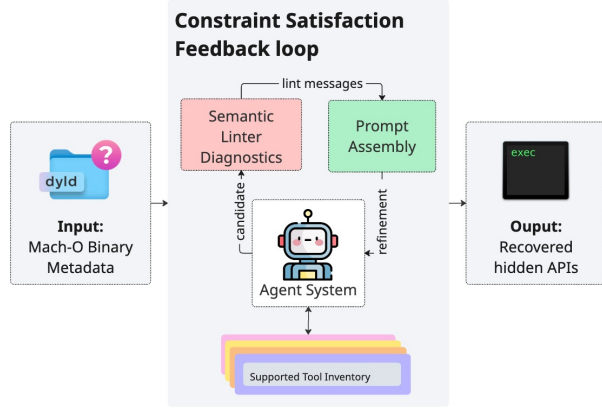 Constraint Satisfaction
Feedback loop
lint messages
Semantic
Linter
Diagnostics
Prompt
Assembly
?
dyld
Input:
Mach-O Binary
Metadata
candidate
refinement
Agent System
exec
Ouput:
Recovered
hidden APIs
Supported Tool Inventory